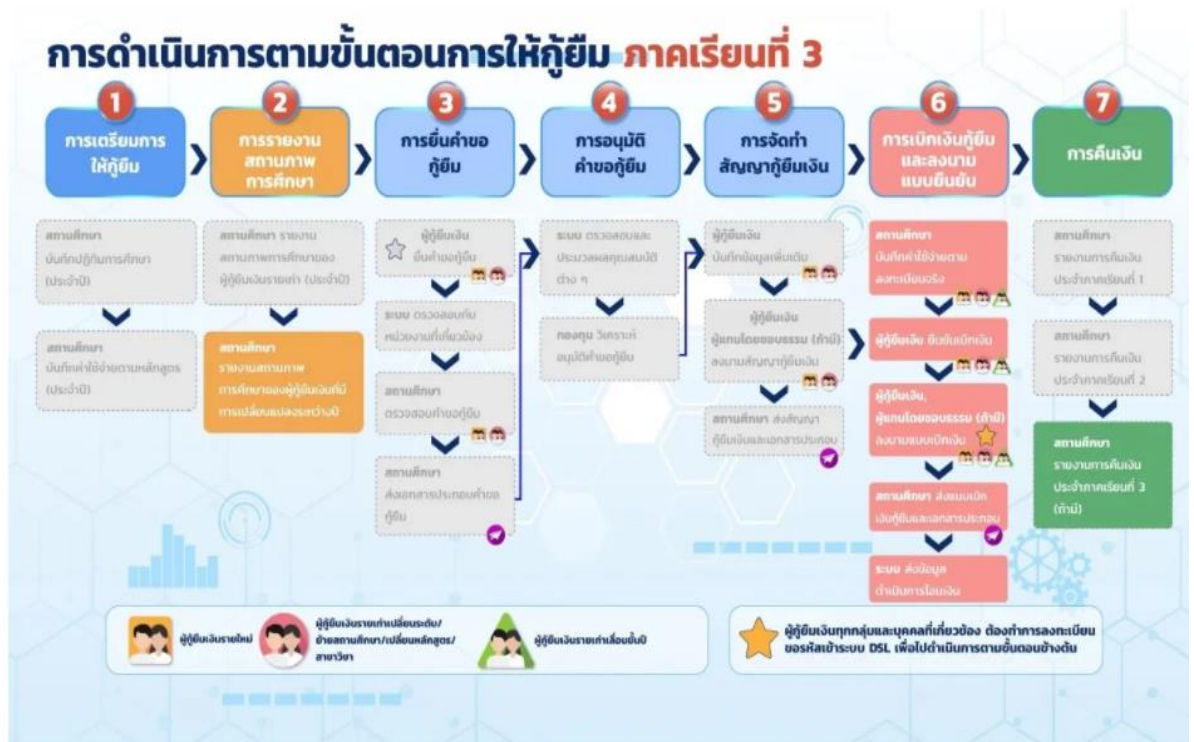 การดำเนินการตามขั้นตอนการให้กู้ยืม ภาคเรียนที่ 3
1
การเตรียมการ
ให้กู้ยืม
2
การรายงาน
สถานภาพ
การศึกษา
3
การยื่นคำขอ
กู้ยืม
4
การอนุมัติ
คำขอกู้ยืม
5
การจัดทำ
สัญญากู้ยืมเงิน
6
การเบิกเงินกู้ยืม
และลงนาม
แบบยืนยัน
7
การคืนเงิน
สถานศึกษา
บันทึกปฏิทินการศึกษา
(ประจำปี)
สถานศึกษา
บันทึกค่าใช้จ่ายตามหลักสูตร
(ประจำปี)
สถานศึกษา รายงาน
สถานภาพการศึกษาของ
ผู้กู้ยืมเงินรายเก่า (ประจำปี)
สถานศึกษา
รายงานสถานภาพ
การศึกษาของผู้กู้ยืมเงินที่มี
การเปลี่ยนแปลงระหว่างปี
ผู้กู้ยืมเงิน
ยื่นคำขอกู้ยืม
ระบบ ตรวจสอบกับ
หน่วยงานที่เกี่ยวข้อง
สถานศึกษา
ตรวจสอบคำขอกู้ยืม
สถานศึกษา
ส่งเอกสารประกอบคำขอ
กู้ยืม
ระบบ ตรวจสอบและ
ประมวลผลคุณสมบัติ
ต่าง ๆ
กองทุน วิเคราะห์
อนุมัติคำขอกู้ยืม
ผู้กู้ยืมเงิน
บันทึกข้อมูลเพิ่มเติม
ผู้กู้ยืมเงิน
ผู้แทนโดยชอบธรรม (ถ้ามี)
ลงนามสัญญากู้ยืมเงิน
สถานศึกษา ส่งสัญญา
กู้ยืมเงินและเอกสารประกอบ
สถานศึกษา
บันทึกค่าใช้จ่ายตาม
ลงทะเบียนจริง
ผู้กู้ยืมเงิน ยืนยันเบิกเงิน
ผู้กู้ยืมเงิน,
ผู้แทนโดยชอบธรรม (ถ้ามี)
ลงนามแบบเบิกเงิน
สถานศึกษา ส่งแบบเบิก
เงินกู้ยืมและเอกสารประกอบ
ระบบ ส่งข้อมูล
ดำเนินการโอนเงิน
สถานศึกษา
รายงานการคืนเงิน
ประจำภาคเรียนที่ 1
สถานศึกษา
รายงานการคืนเงิน
ประจำภาคเรียนที่ 2
สถานศึกษา
รายงานการคืนเงิน
ประจำภาคเรียนที่ 3
(ถ้ามี)
ผู้กู้ยืมเงินรายใหม่
ผู้กู้ยืมเงินรายเก่าเปลี่ยนระดับ/
ย้ายสถานศึกษา/เปลี่ยนหลักสูตร/
สาขาวิชา
ผู้กู้ยืมเงินรายเก่าเลื่อนชั้นปี
ผู้กู้ยืมเงินทุกกลุ่มและบุคคลที่เกี่ยวข้อง ต้องทำการลงทะเบียน
ขอรหัสเข้าระบบ DSL เพื่อไปดำเนินการตามขั้นตอนข้างต้น